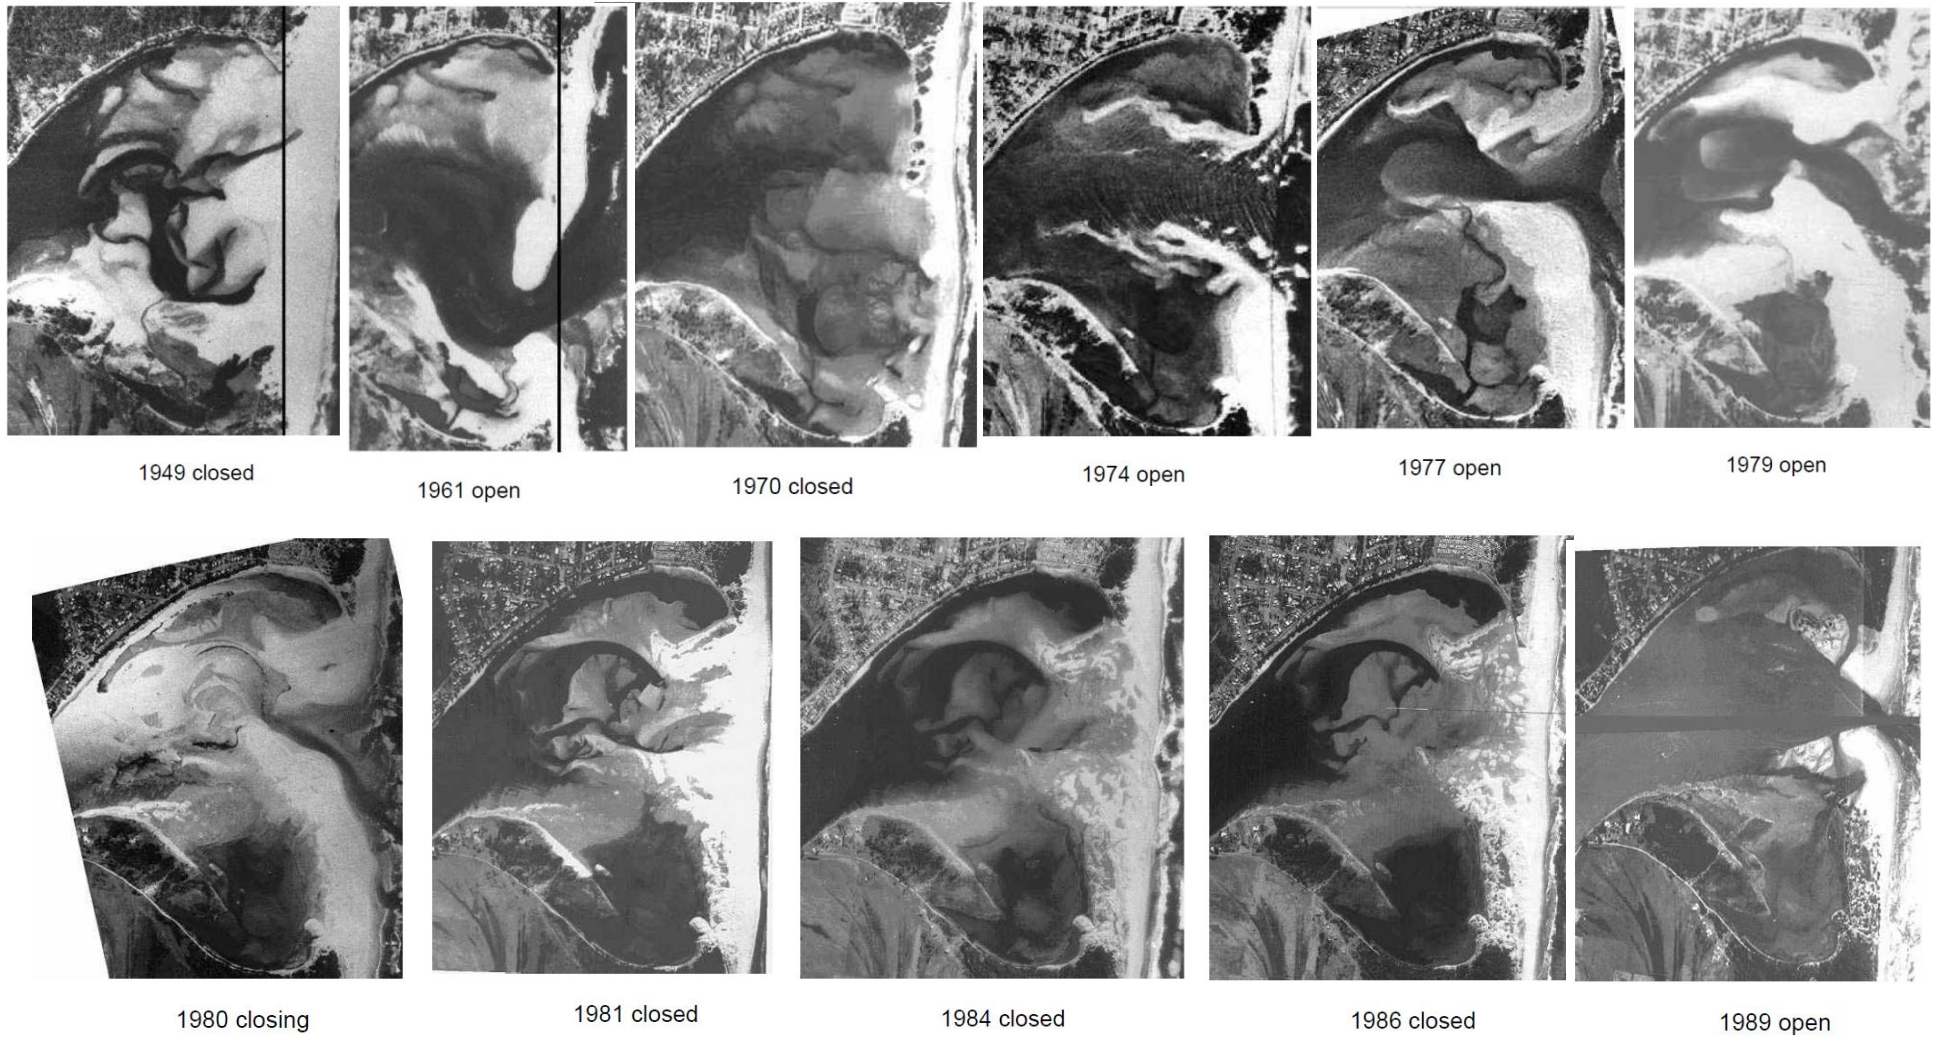 1949 closed
1961 open
1970 closed
1974 open
1977 open
1979 open
1980 closing
1981 closed
1984 closed
1986 closed
1989 open